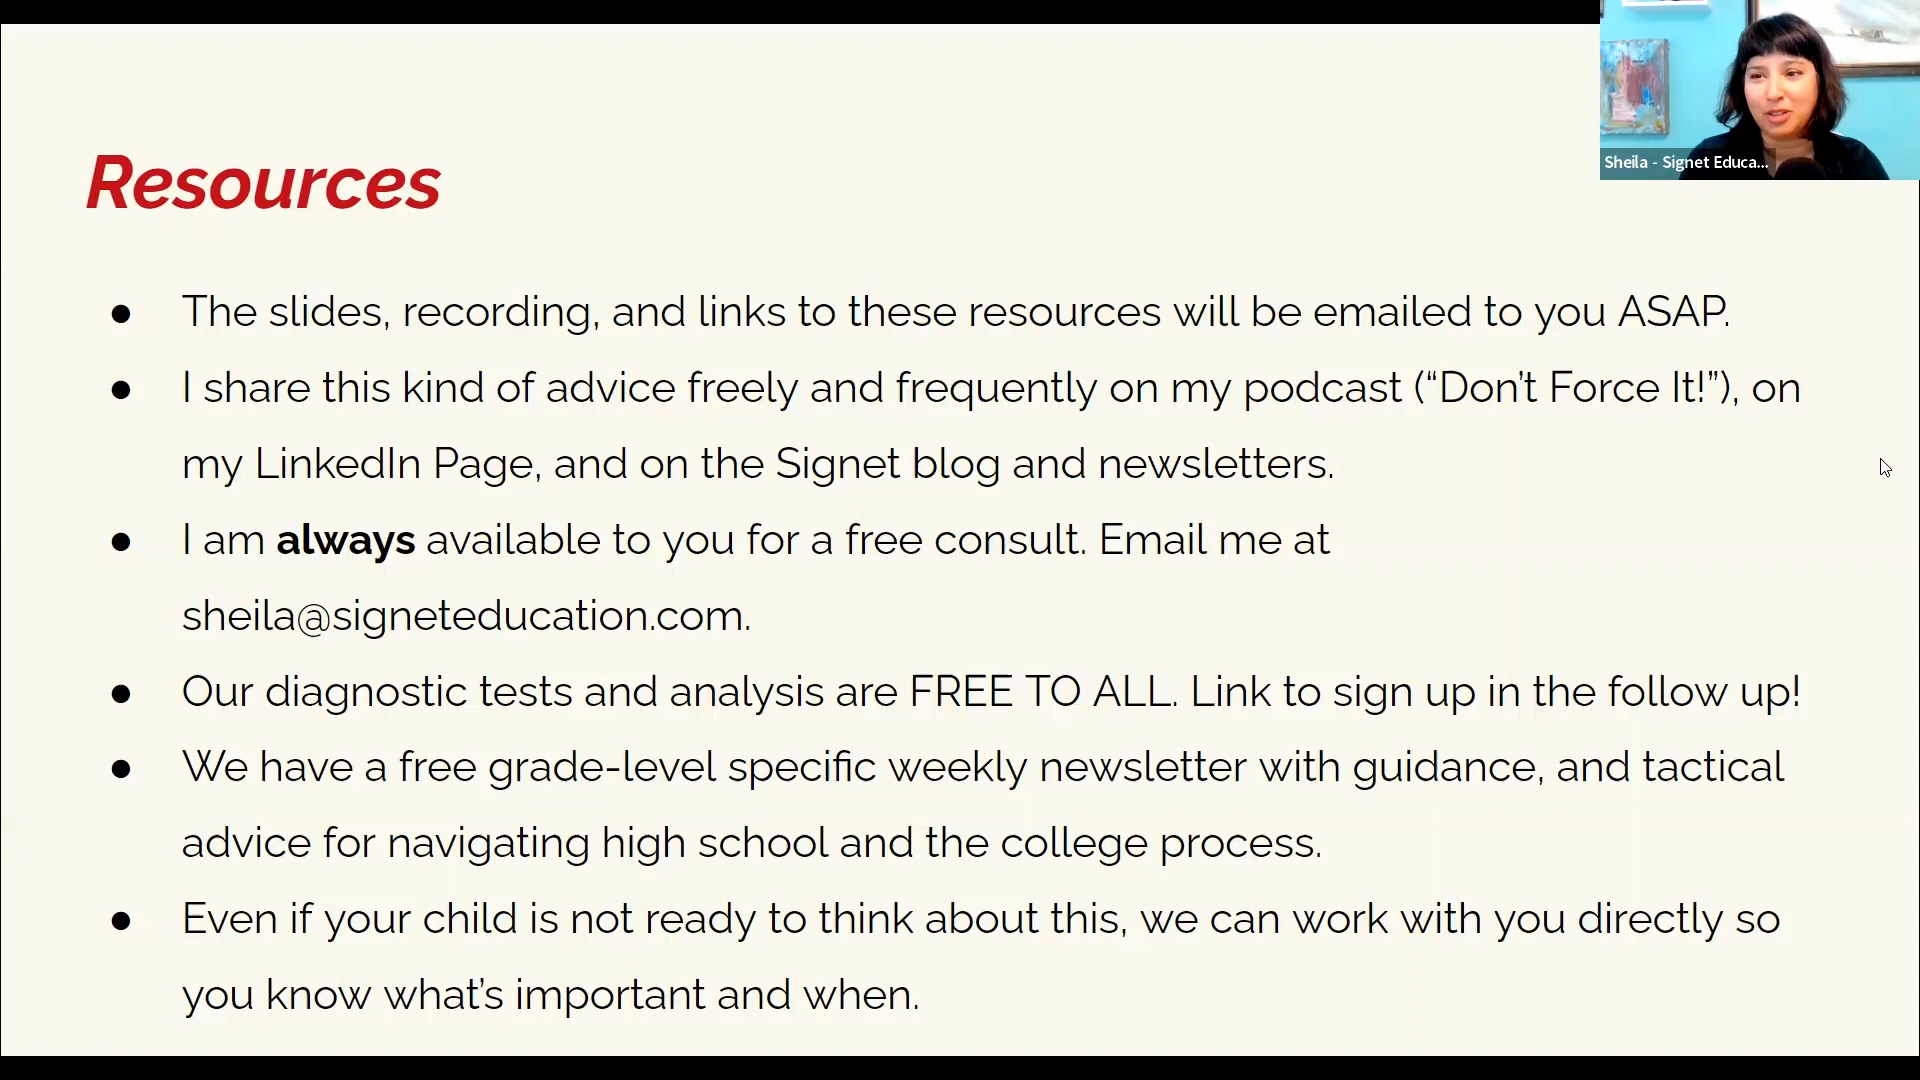 Resources
● The slides, recording, and links to these resources will be emailed to you ASAP.
● I share this kind of advice freely and frequently on my podcast (“Don’t Force It!”), on
my LinkedIn Page, and on the Signet blog and newsletters.
● I am always available to you for a free consult. Email me at
sheila@signeteducation.com.
● Our diagnostic tests and analysis are FREE TO ALL. Link to sign up in the follow up!
● We have a free grade-level specific weekly newsletter with guidance, and tactical
advice for navigating high school and the college process.
● Even if your child is not ready to think about this, we can work with you directly so
you know what’s important and when.
Sheila - Signet Educa...